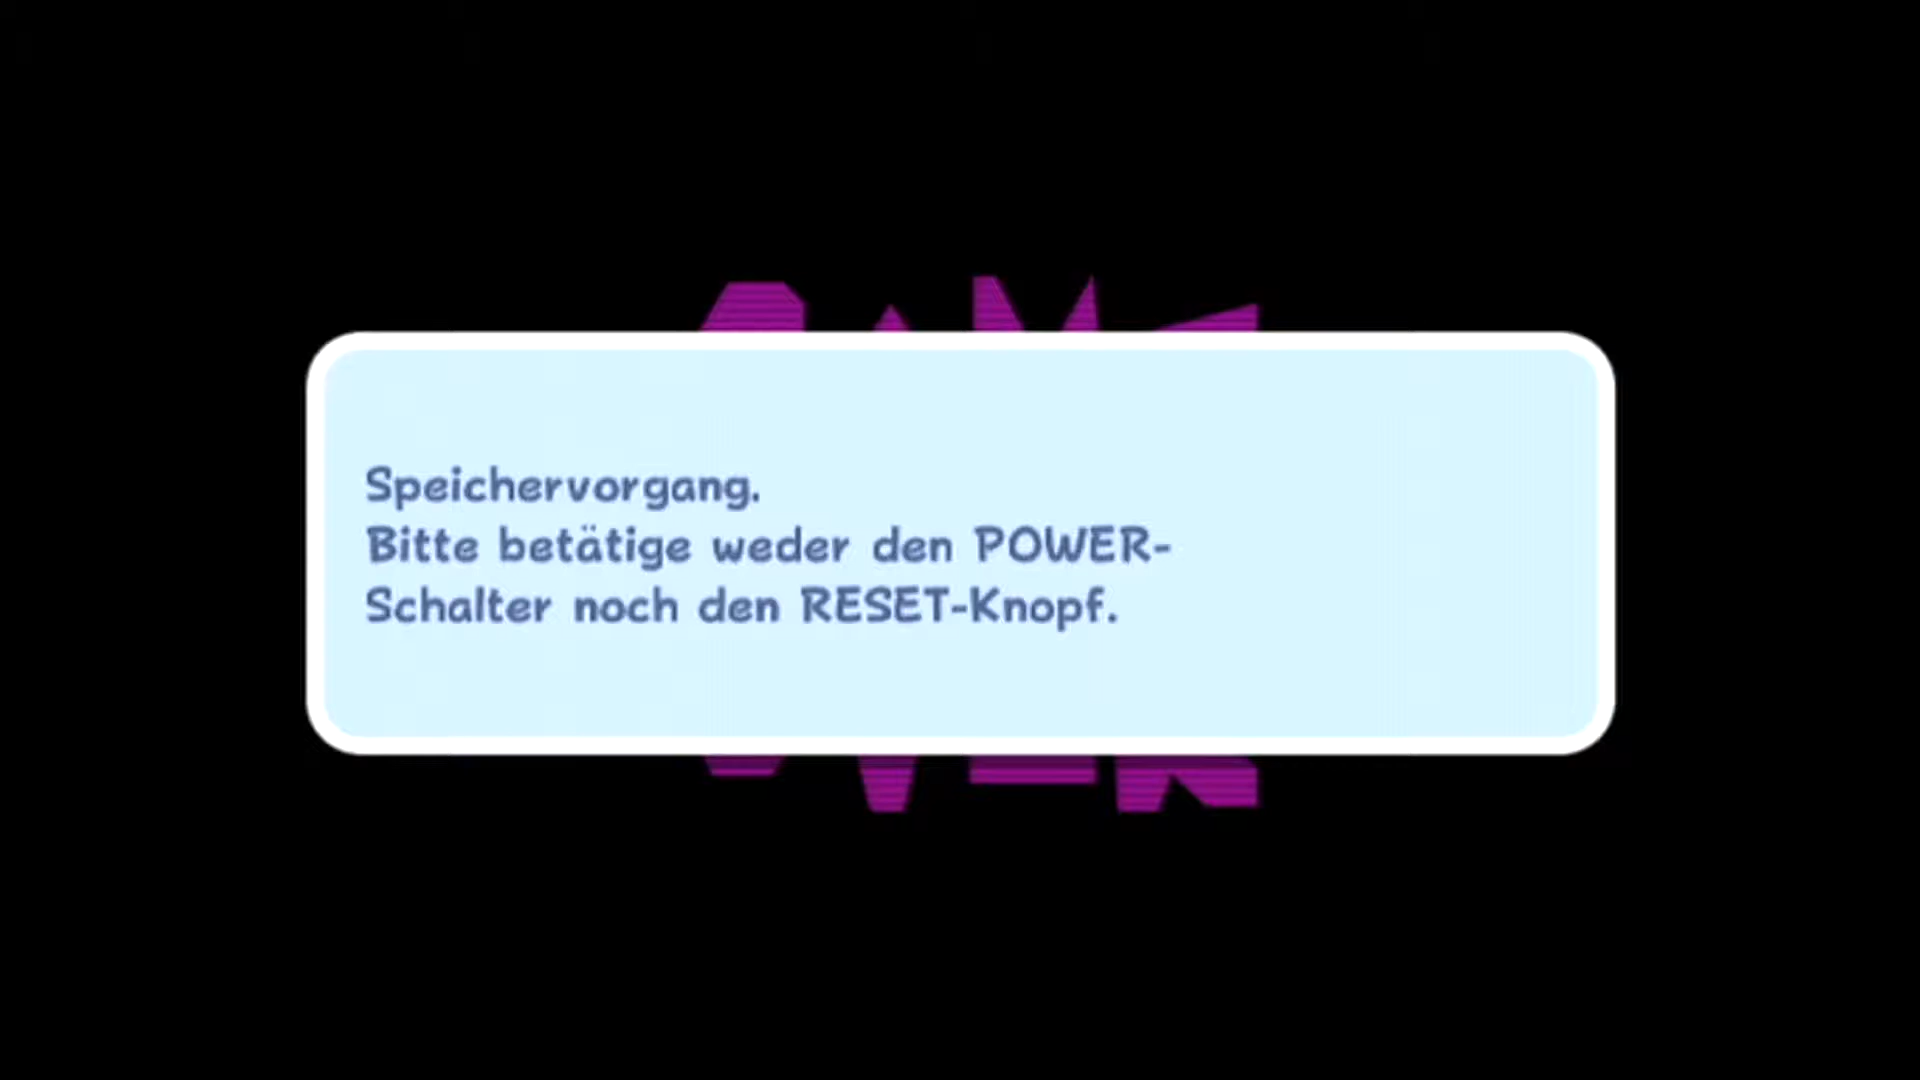 Speichervorgang.
Bitte betätige weder den POWER-
Schalter noch den RESET-Knopf.